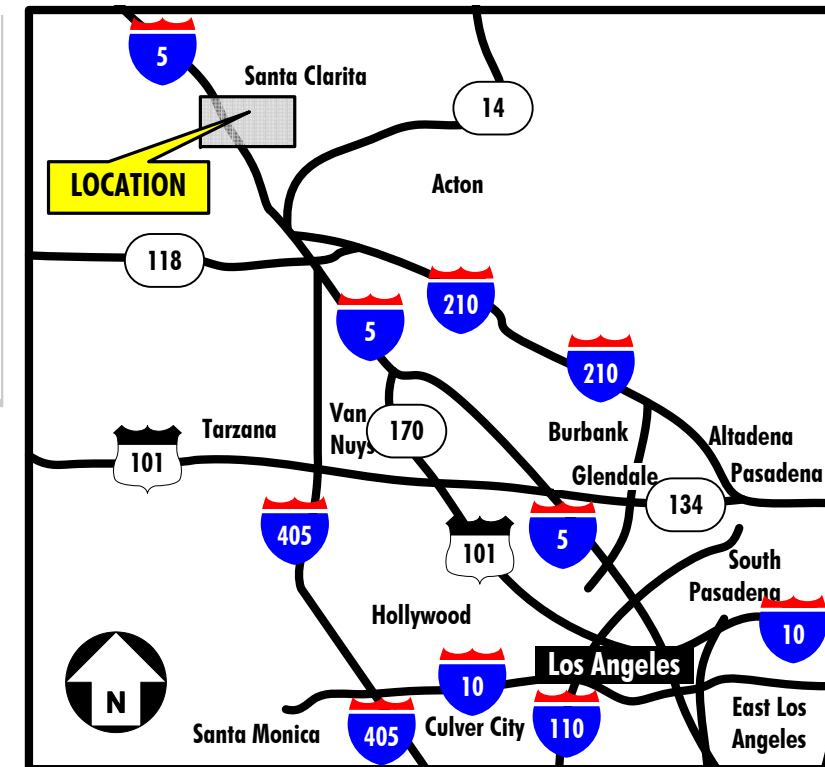 5
Santa Clarita
14
LOCATION
Acton
118
210
5
210
Van
Nuys
170
Tarzana
Burbank
Altadena
101
Glendale
Pasadena
134
405
101
5
South
Pasadena
Hollywood
10
Los Angeles
N
10
Santa Monica
405
Culver City
110
East Los
Angeles